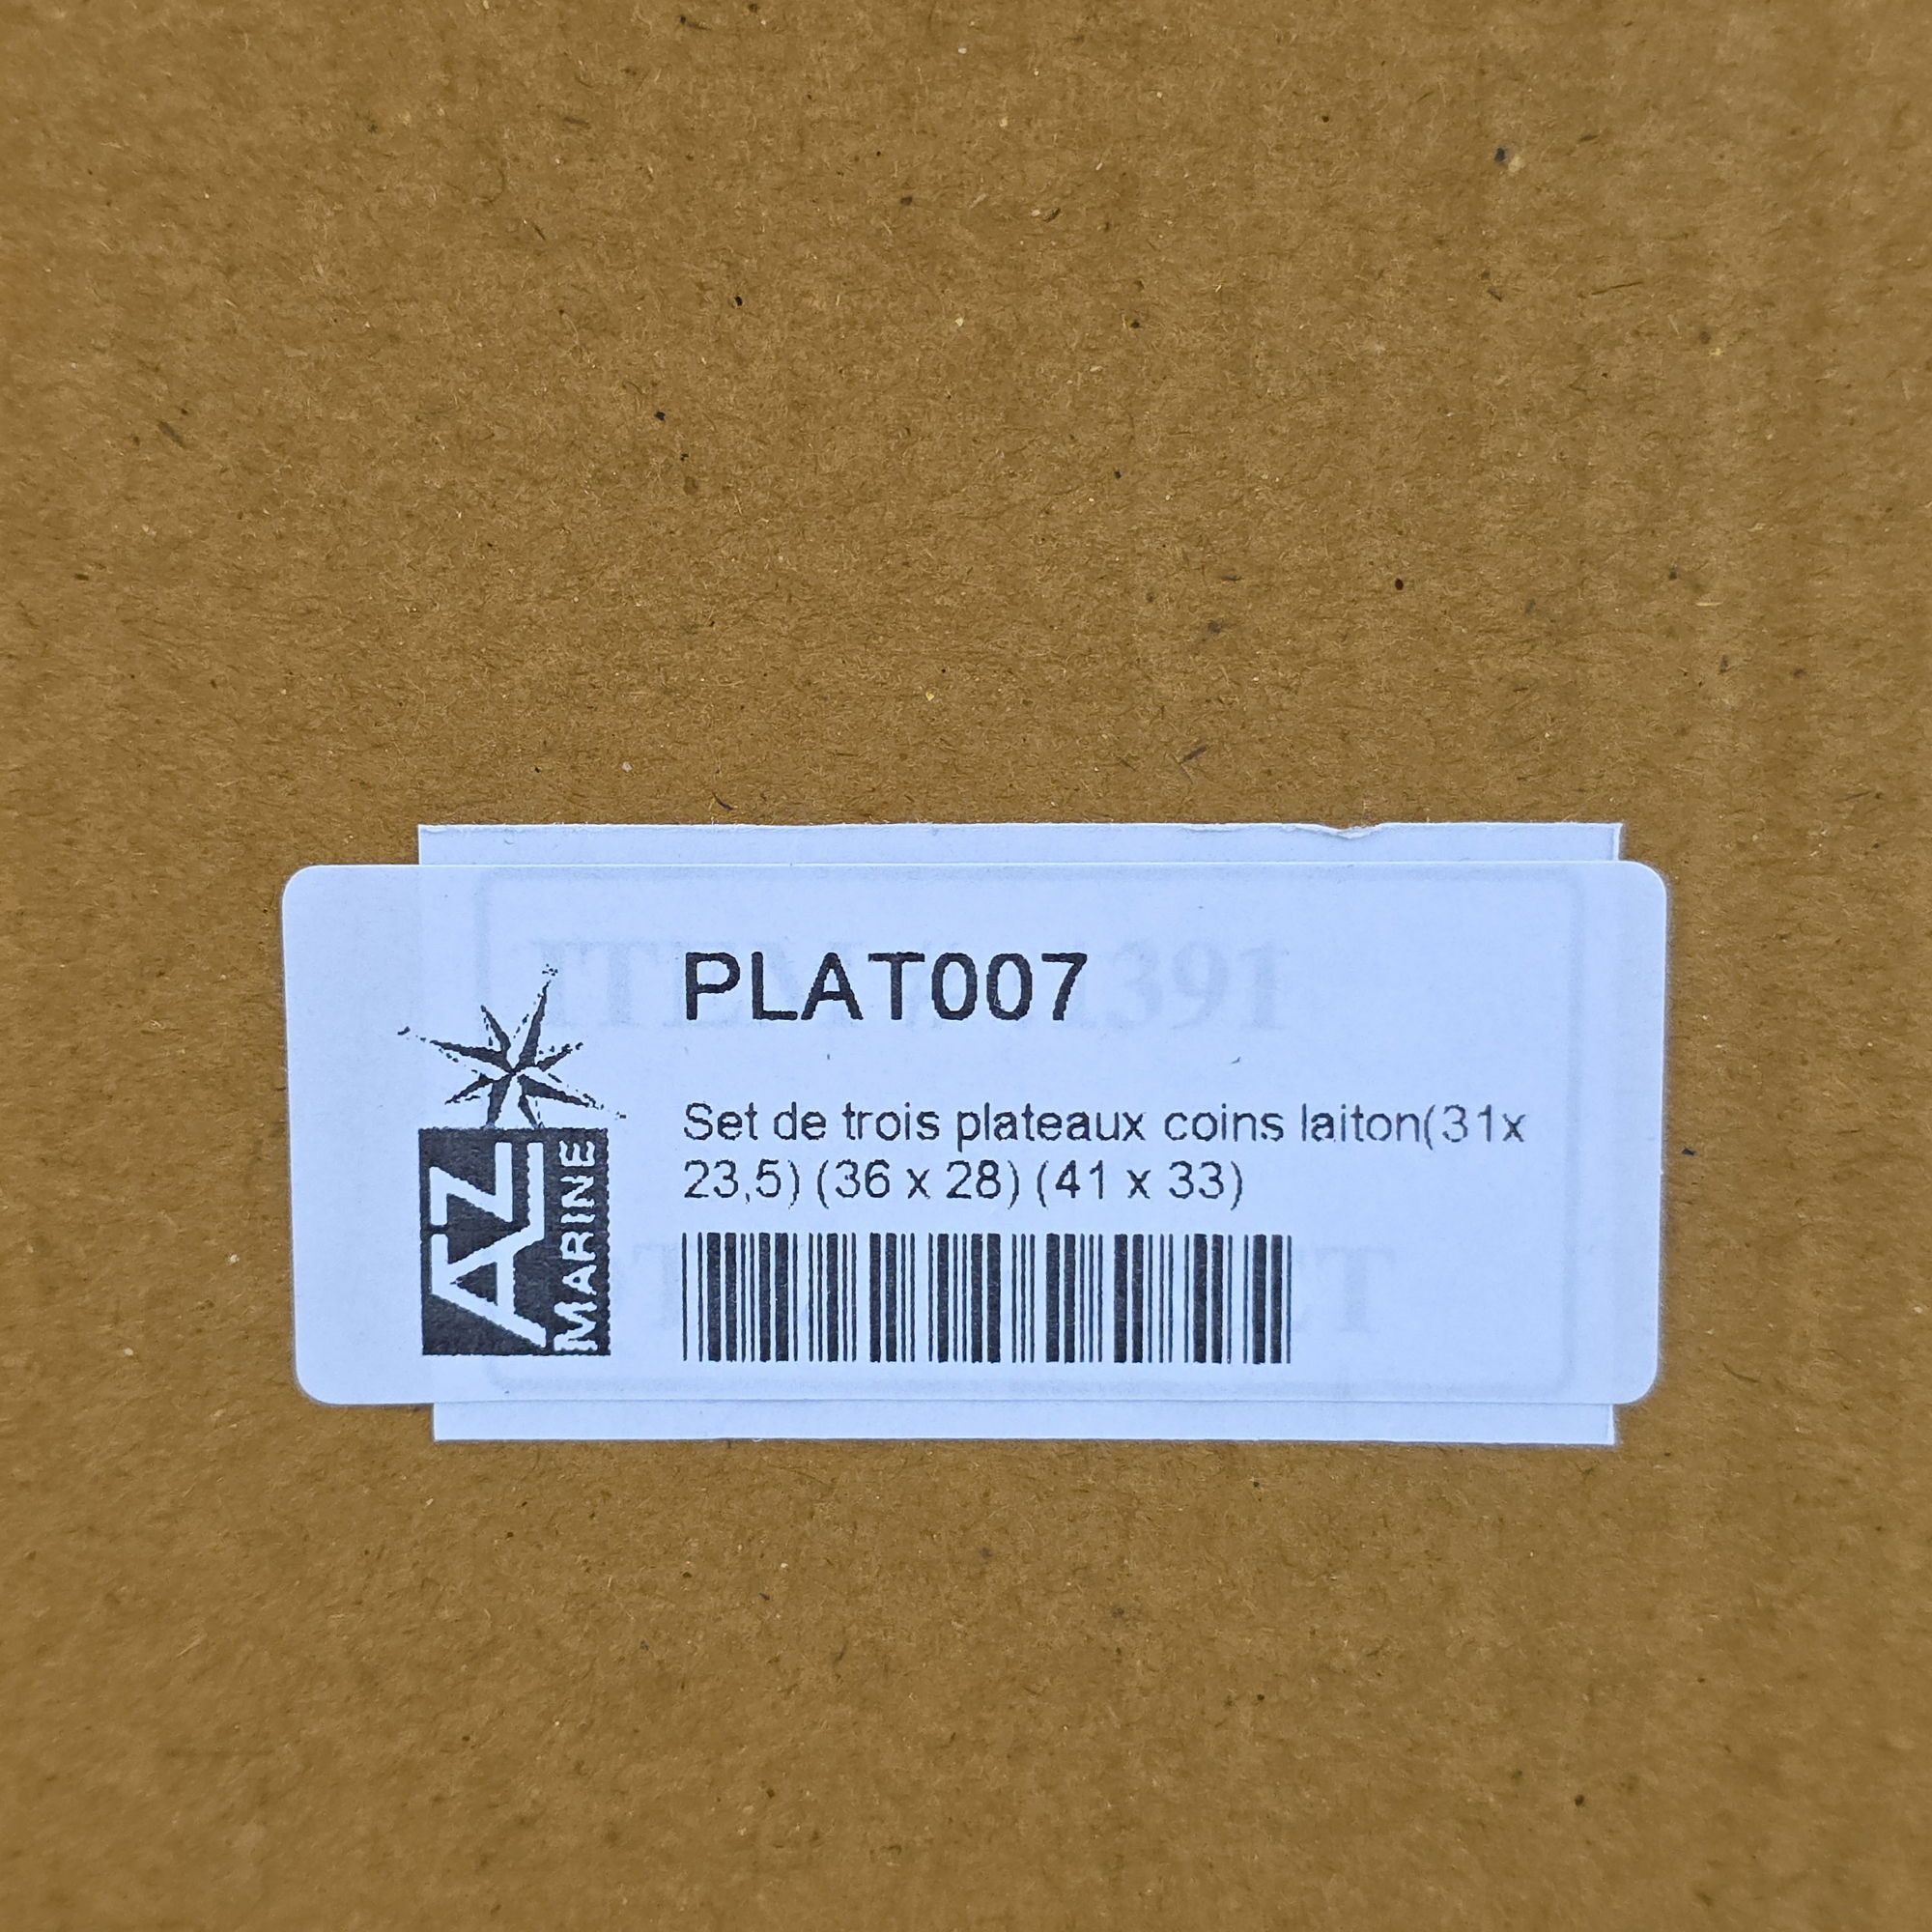 PLAT007
Set de trois plateaux coins laiton(31x
23,5) (36 x 28) (41 x 33)
AZ
MARINE